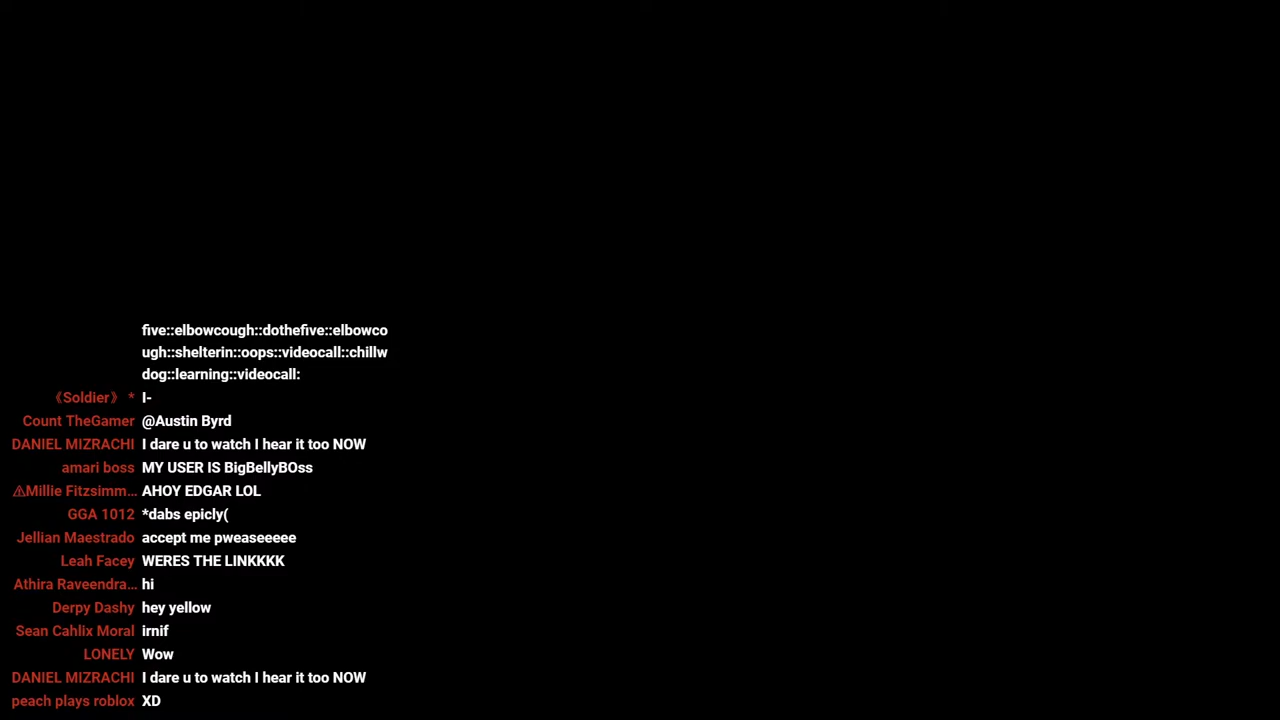 five::elbowcough::dothefive::elbowco
ugh::shelterin::oops::videocall::chillw
dog::learning::videocall:
《Soldier》 * I-
Count TheGamer @Austin Byrd
DANIEL MIZRACHI I dare u to watch I hear it too NOW
amari boss MY USER IS BigBellyBOss
⚠Millie Fitzsimm... AHOY EDGAR LOL
GGA 1012 *dabs epicly(
Jellian Maestrado accept me pweaseeeee
Leah Facey WERES THE LINKKKK
Athira Raveendra... hi
Derpy Dashy hey yellow
Sean Cahlix Moral irnif
LONELY Wow
DANIEL MIZRACHI I dare u to watch I hear it too NOW
peach plays roblox XD